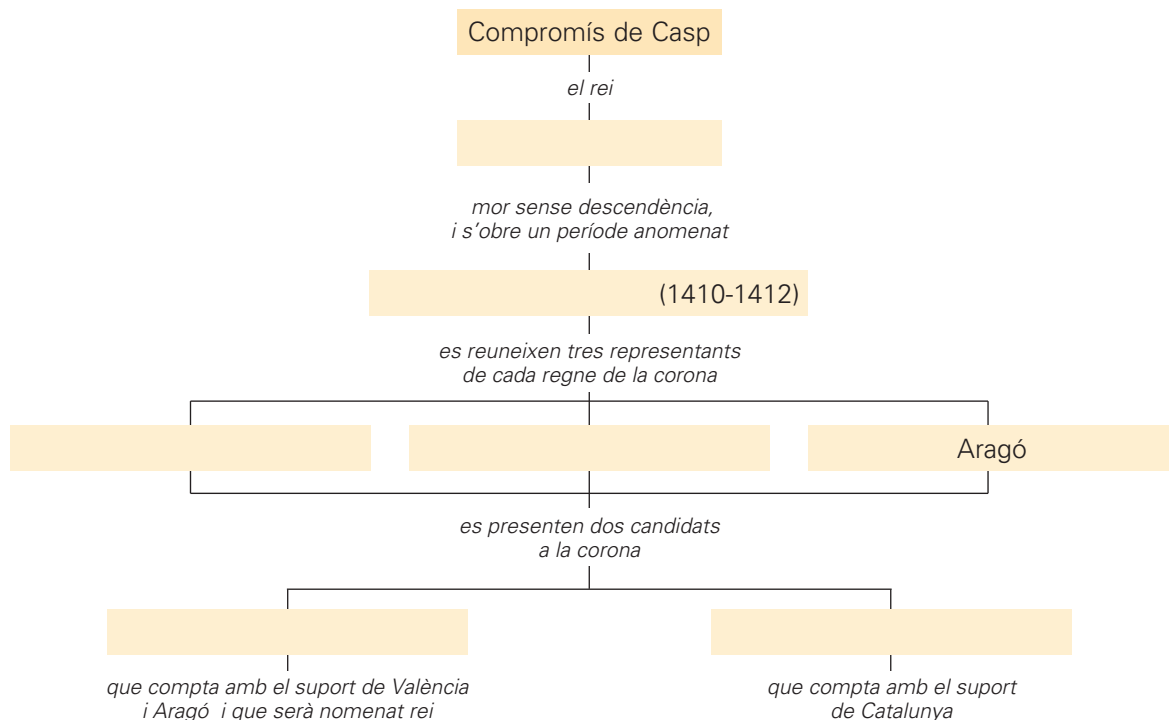 Compromís de Casp
el rei
mor sense descendència,
i s'obre un període anomenat
(1410-1412)
es reuneixen tres representants
de cada regne de la corona
Aragó
es presenten dos candidats
a la corona
que compta amb el suport de València
i Aragó i que serà nomenat rei
que compta amb el suport
de Catalunya